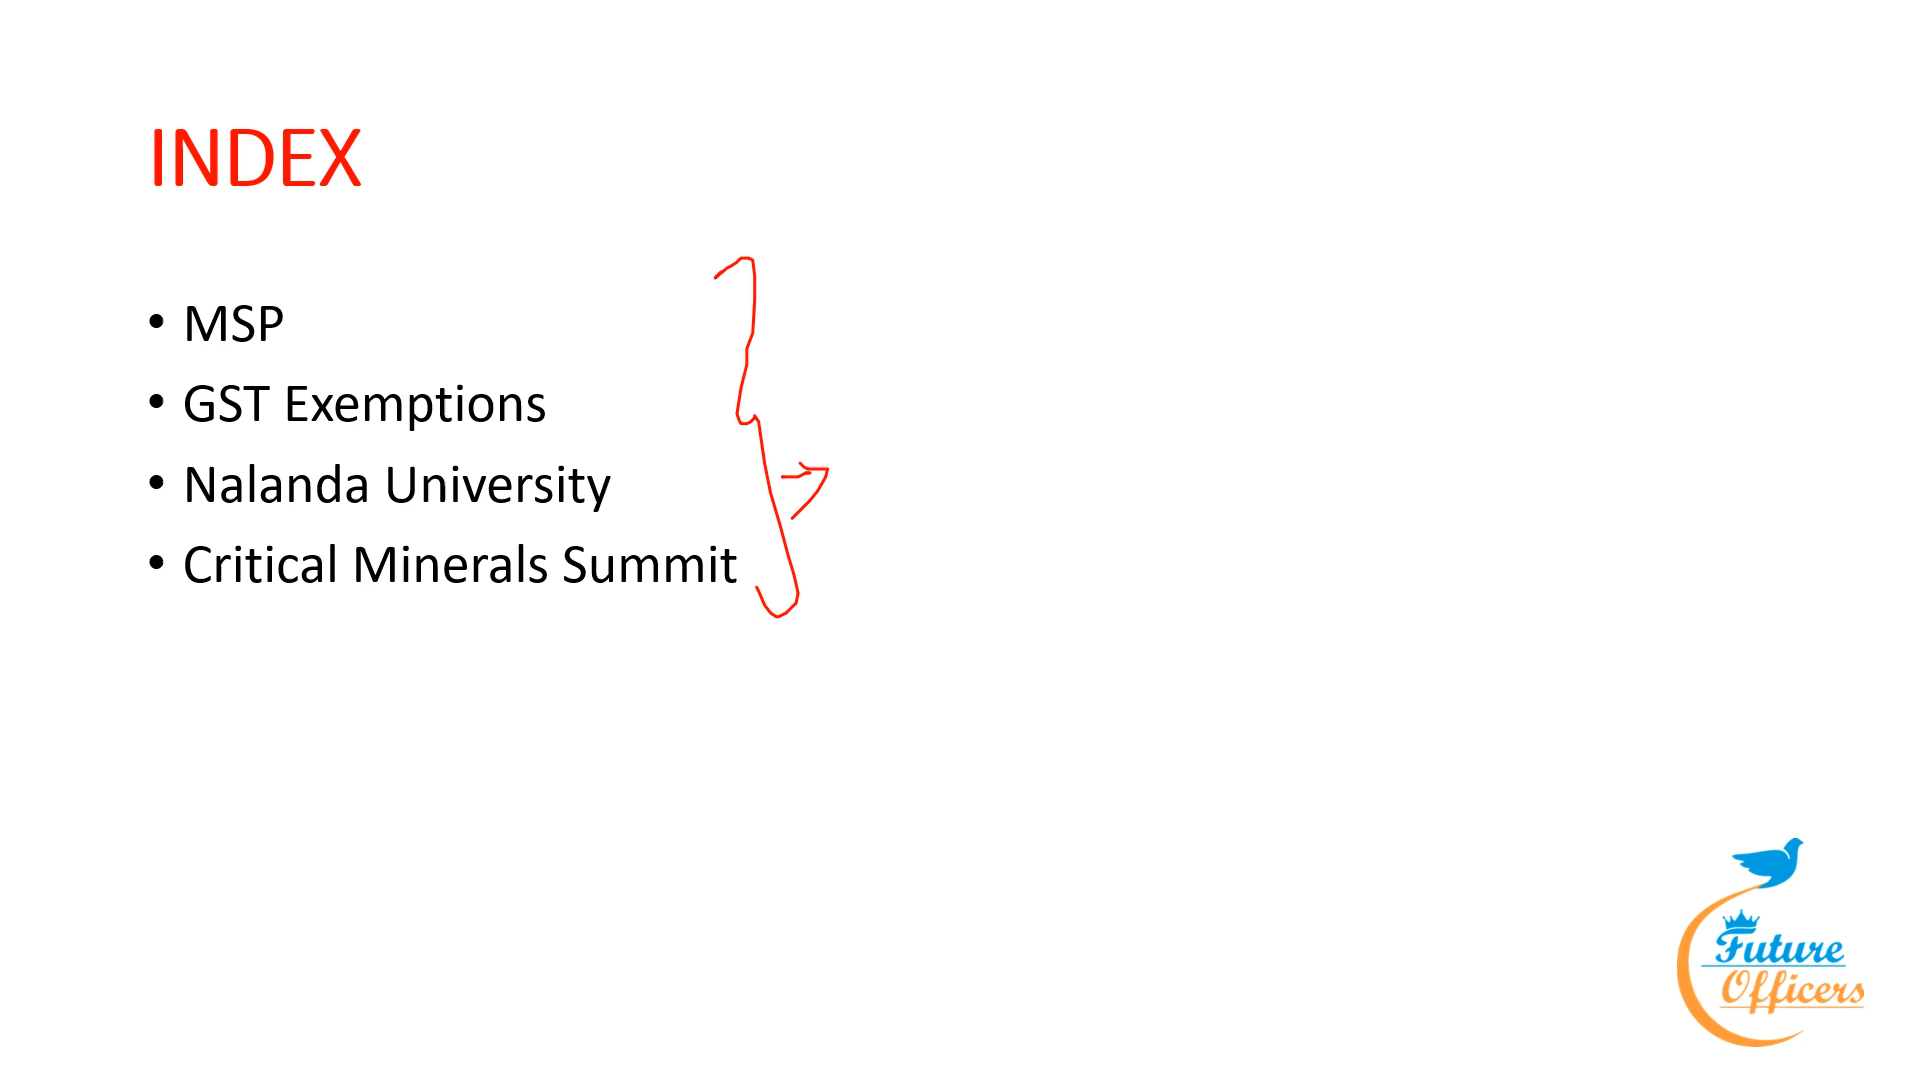 INDEX
• MSP
• GST Exemptions
• Nalanda University
• Critical Minerals Summit
Future
Officers